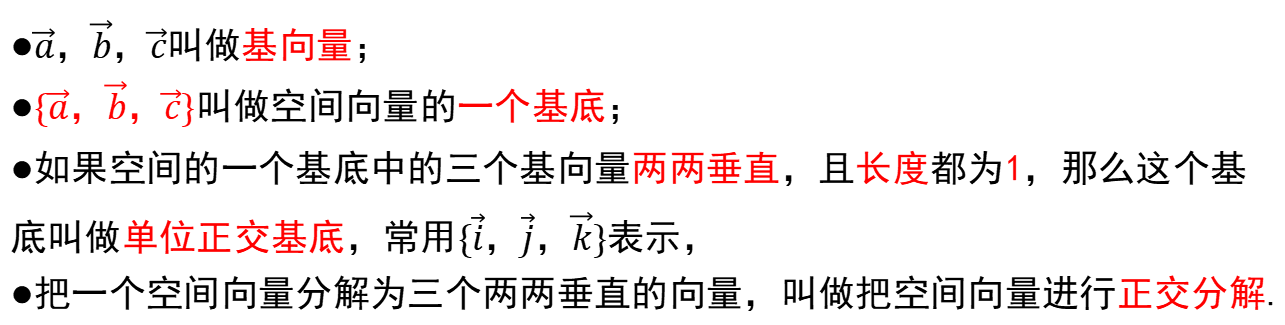 ●a⃗，b⃗，c⃗叫做基向量；
●{a⃗，b⃗，c⃗}叫做空间向量的一个基底；
●如果空间的一个基底中的三个基向量两两垂直，且长度都为1，那么这个基
底叫做单位正交基底，常用{i⃗，j⃗，k⃗}表示，
●把一个空间向量分解为三个两两垂直的向量，叫做把空间向量进行正交分解.